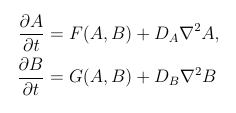 ∂A/∂t = F(A, B) + D_A∇²A,
∂B/∂t = G(A, B) + D_B∇²B